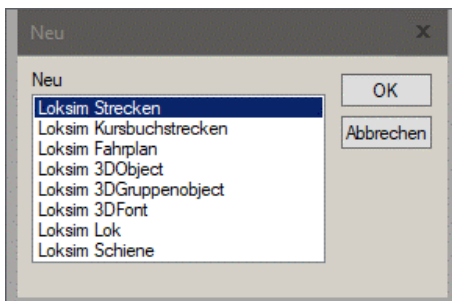 Neu
Neu
Loksim Strecken
Loksim Kursbuchstrecken
Loksim Fahrplan
Loksim 3DObject
Loksim 3DGruppenobject
Loksim 3DFont
Loksim Lok
Loksim Schiene
OK
Abbrechen